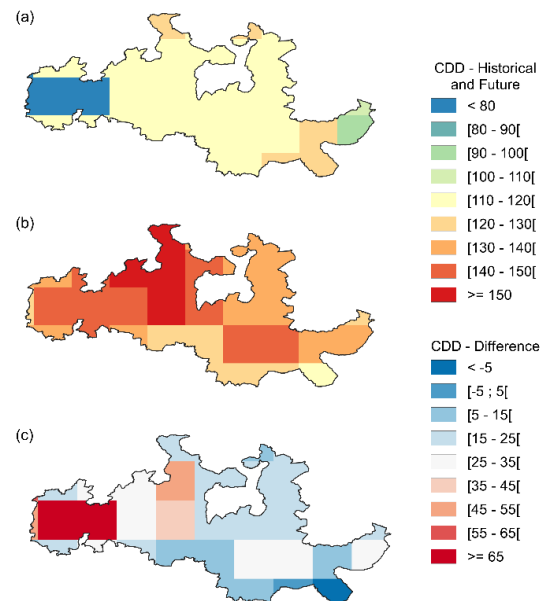 (a)
(b)
(c)
CDD - Historical
and Future
< 80
[80 - 90[
[90 - 100[
[100 - 110[
[110 - 120[
[120 - 130[
[130 - 140[
[140 - 150[
>= 150
CDD - Difference
< -5
[-5 ; 5[
[5 - 15[
[15 - 25[
[25 - 35[
[35 - 45[
[45 - 55[
[55 - 65[
>= 65